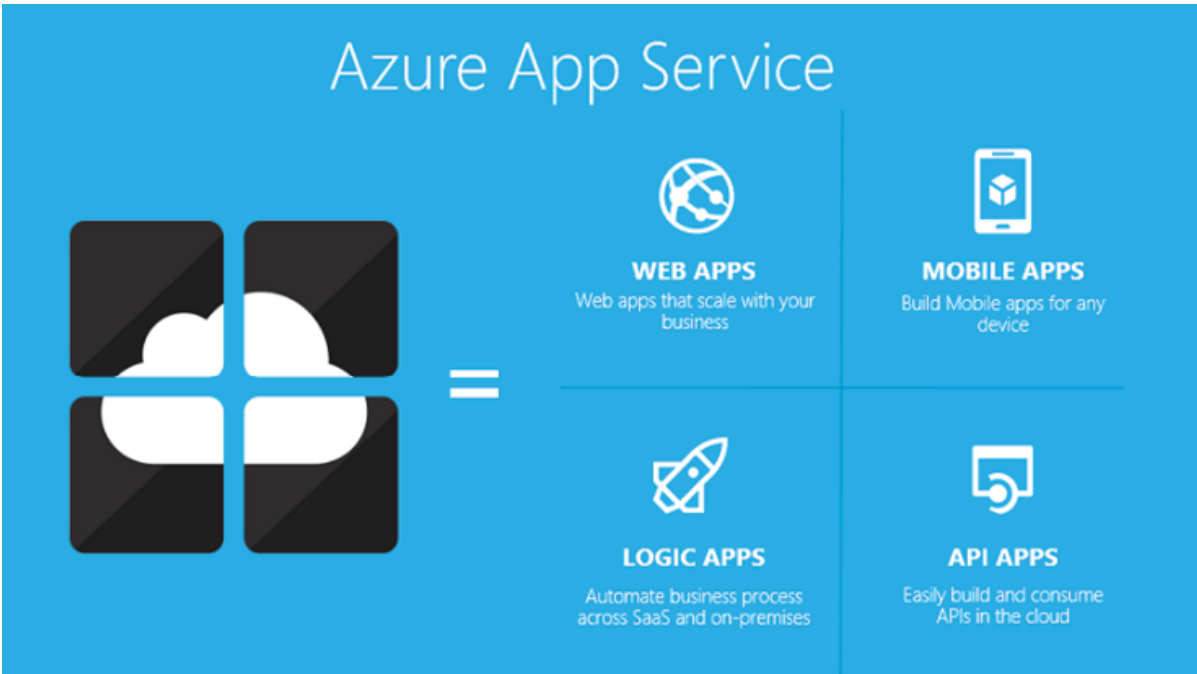 Azure App Service
WEB APPS
Web apps that scale with your
business
MOBILE APPS
Build Mobile apps for any
device
=
LOGIC APPS
Automate business process
across SaaS and on-premises
API APPS
Easily build and consume
APIs in the cloud